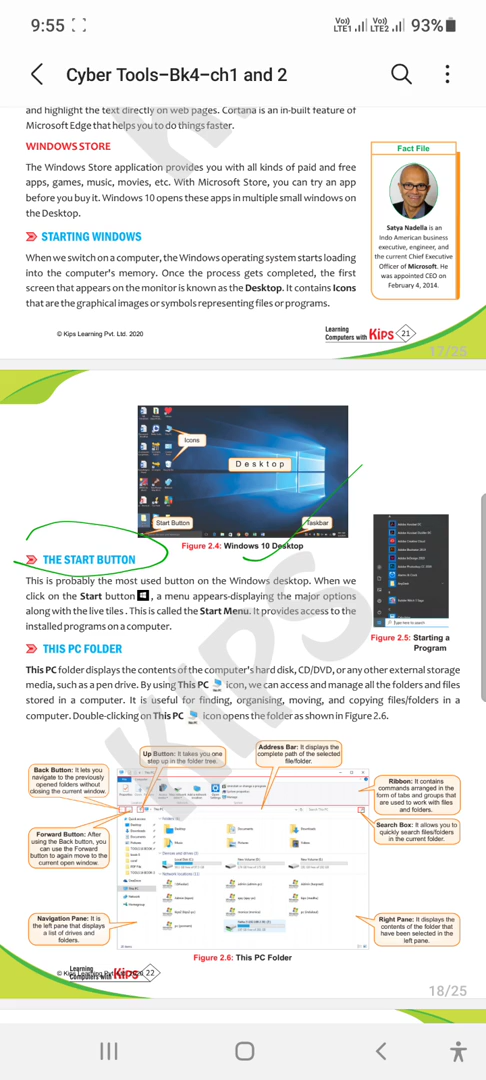 9:55
Vo)) LTE1 Vo)) LTE2 93%
Cyber Tools-Bk4-ch1 and 2
and highlight the text directly on web pages. Cortana is an in-built feature of
Microsoft Edge that helps you to do things faster.
WINDOWS STORE
The Windows Store application provides you with all kinds of paid and free
apps, games, music, movies, etc. With Microsoft Store, you can try an app
before you buy it. Windows 10 opens these apps in multiple small windows on
the Desktop.
Fact File
Satya Nadella is an
Indo American business
executive, engineer, and
the current Chief Executive
Officer of Microsoft. He
was appointed CEO on
February 4, 2014.
STARTING WINDOWS
When we switch on a computer, the Windows operating system starts loading
into the computer's memory. Once the process gets completed, the first
screen that appears on the monitor is known as the Desktop. It contains Icons
that are the graphical images or symbols representing files or programs.
© Kips Learning Pvt. Ltd. 2020
Learning
Computers with Kips 21
17/25
Icons
Desktop
Start Button
Taskbar
Figure 2.4: Windows 10 Desktop
THE START BUTTON
This is probably the most used button on the Windows desktop. When we
click on the Start button , a menu appears-displaying the major options
along with the live tiles . This is called the Start Menu. It provides access to the
installed programs on a computer.
Type here to search
Figure 2.5: Starting a
Program
THIS PC FOLDER
This PC folder displays the contents of the computer's hard disk, CD/DVD, or any other external storage
media, such as a pen drive. By using This PC icon, we can access and manage all the folders and files
stored in a computer. It is useful for finding, organising, moving, and copying files/folders in a
computer. Double-clicking on This PC icon opens the folder as shown in Figure 2.6.
KIPS
Back Button: It lets you
navigate to the previously
opened folders without
closing the current window.
Up Button: It takes you one
step up in the folder tree.
Address Bar: It displays the
complete path of the selected
file/folder.
Ribbon: It contains
commands arranged in the
form of tabs and groups that
are used to work with files
and folders.
Search Box: It allows you to
quickly search files/folders
in the current folder.
Forward Button: After
using the Back button, you
can use the Forward
button to again move to the
current open window.
Navigation Pane: It is
the left pane that displays
a list of drives and
folders.
Right Pane: It displays the
contents of the folder that
have been selected in the
left pane.
Figure 2.6: This PC Folder
Learning
Computers with Kips 22
18/25